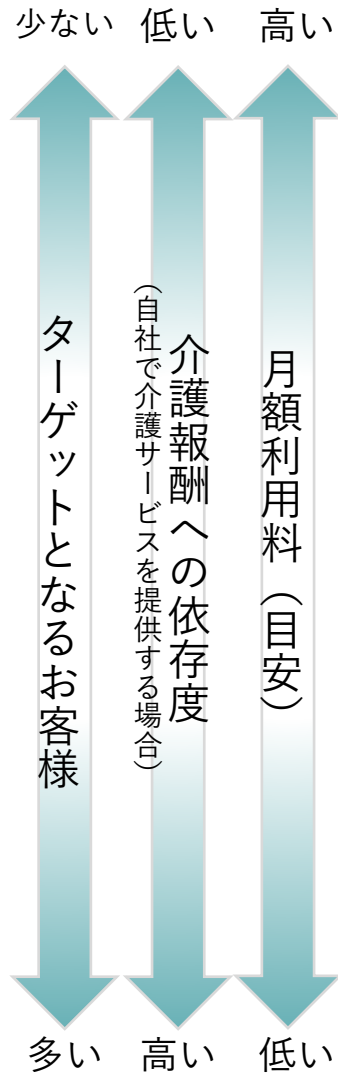 少ない 低い 高い
ターゲットとなるお客様
(自社で介護サービスを提供する場合)
介護報酬への依存度
月額利用料(目安)
多い 高い 低い